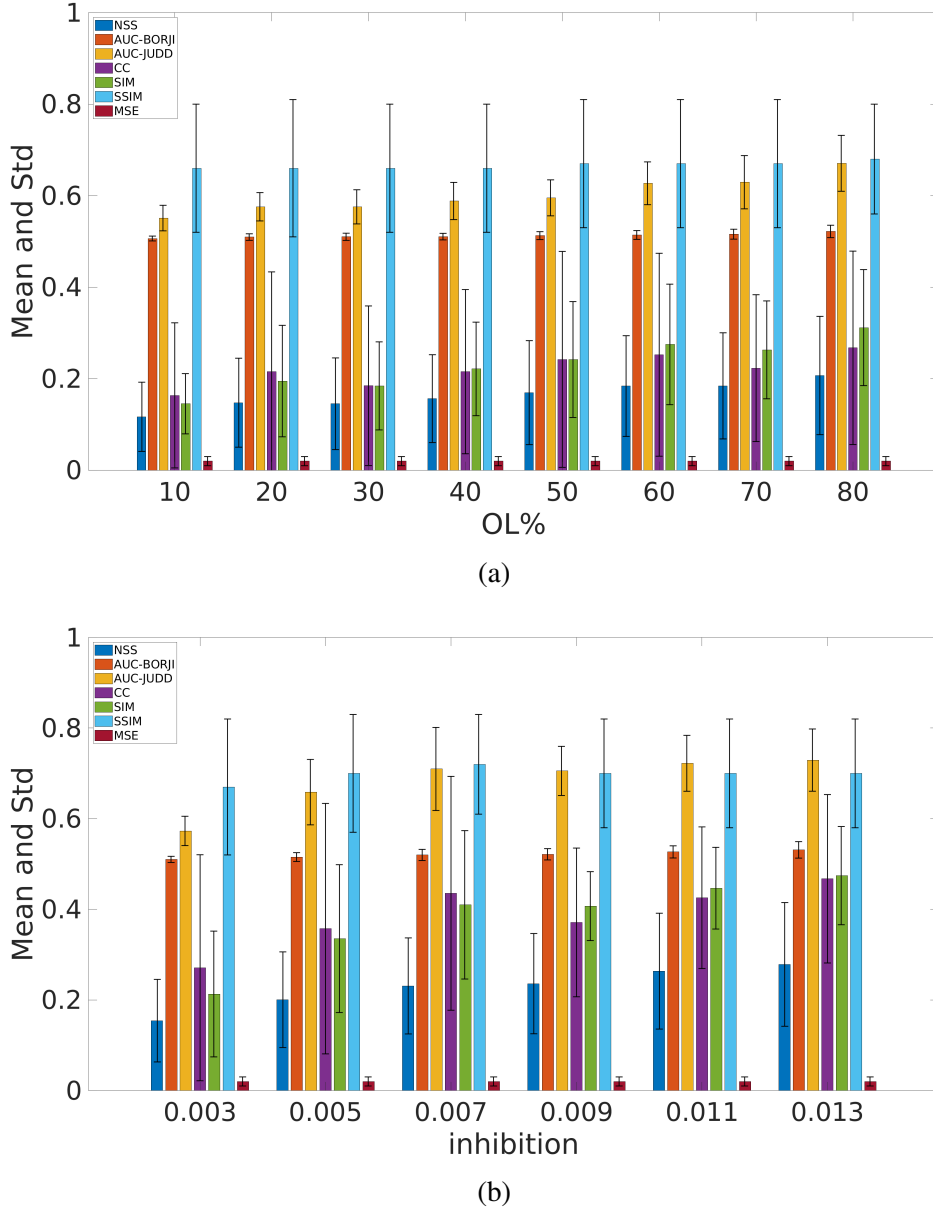 1
0.8
0.6
0.4
0.2
0
Mean and Std
NSS
AUC-BORJI
AUC-JUDD
CC
SIM
SSIM
MSE
10 20 30 40 50 60 70 80
OL%
(a)
1
0.8
0.6
0.4
0.2
0
Mean and Std
NSS
AUC-BORJI
AUC-JUDD
CC
SIM
SSIM
MSE
0.003 0.005 0.007 0.009 0.011 0.013
inhibition
(b)